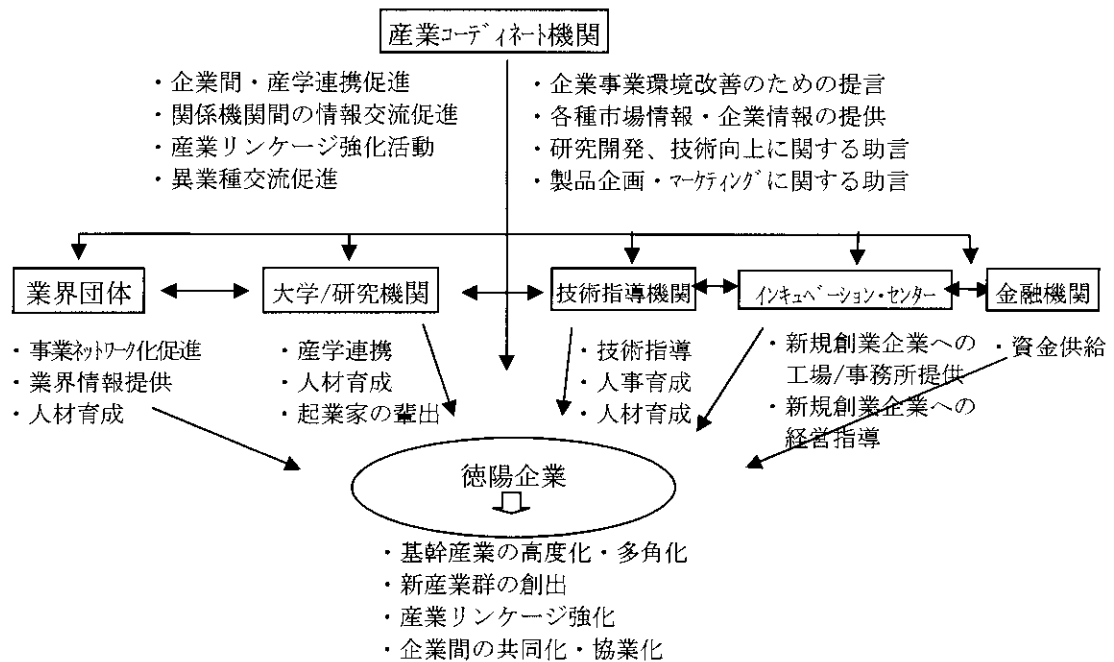 産業ｺｰﾃﾞｨﾈｰﾄ機関
・企業間・産学連携促進
・関係機関間の情報交流促進
・産業リンケージ強化活動
・異業種交流促進
・企業事業環境改善のための提言
・各種市場情報・企業情報の提供
・研究開発、技術向上に関する助言
・製品企画・ﾏｰｹﾃｨﾝｸﾞに関する助言
業界団体
大学/研究機関
技術指導機関
ｲﾝｷｭﾍﾞｰｼｮﾝ・ｾﾝﾀｰ
金融機関
・事業ﾈｯﾄﾜｰｸ化促進
・業界情報提供
・人材育成
・産学連携
・人材育成
・起業家の輩出
・技術指導
・人事育成
・人材育成
・新規創業企業への
工場/事務所提供
・新規創業企業への
経営指導
・資金供給
徳陽企業
・基幹産業の高度化・多角化
・新産業群の創出
・産業リンケージ強化
・企業間の共同化・協業化